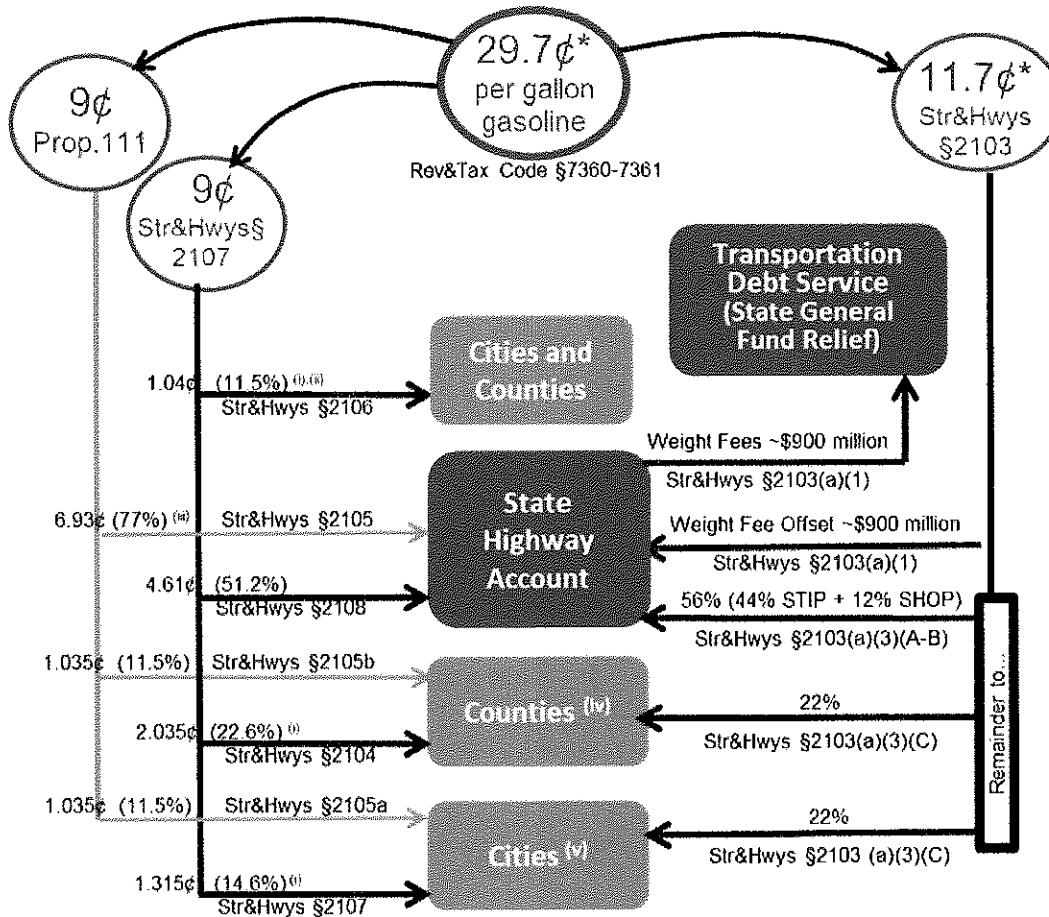 29.7¢*
per gallon
gasoline
Rev&Tax Code §7360-7361
9¢
Prop.111
9¢
Str&Hwys§
2107
11.7¢*
Str&Hwys
§2103
Transportation
Debt Service
(State General
Fund Relief)
1.04¢ (11.5%) (i),(ii)
Str&Hwys §2106
Cities and
Counties
Weight Fees ~$900 million
Str&Hwys §2103(a)(1)
6.93¢ (77%) (iii) Str&Hwys §2105
State
Highway
Account
Weight Fee Offset ~$900 million
Str&Hwys §2103(a)(1)
4.61¢ (51.2%)
Str&Hwys §2108
56% (44% STIP + 12% SHOP)
Str&Hwys §2103(a)(3)(A-B)
Remainder to...
1.035¢ (11.5%) Str&Hwys §2105b
Counties (iv)
22%
Str&Hwys §2103(a)(3)(C)
2.035¢ (22.6%) (i)
Str&Hwys §2104
1.035¢ (11.5%) Str&Hwys §2105a
Cities (v)
22%
Str&Hwys §2103 (a)(3)(C)
1.315¢ (14.6%) (i)
Str&Hwys §2107